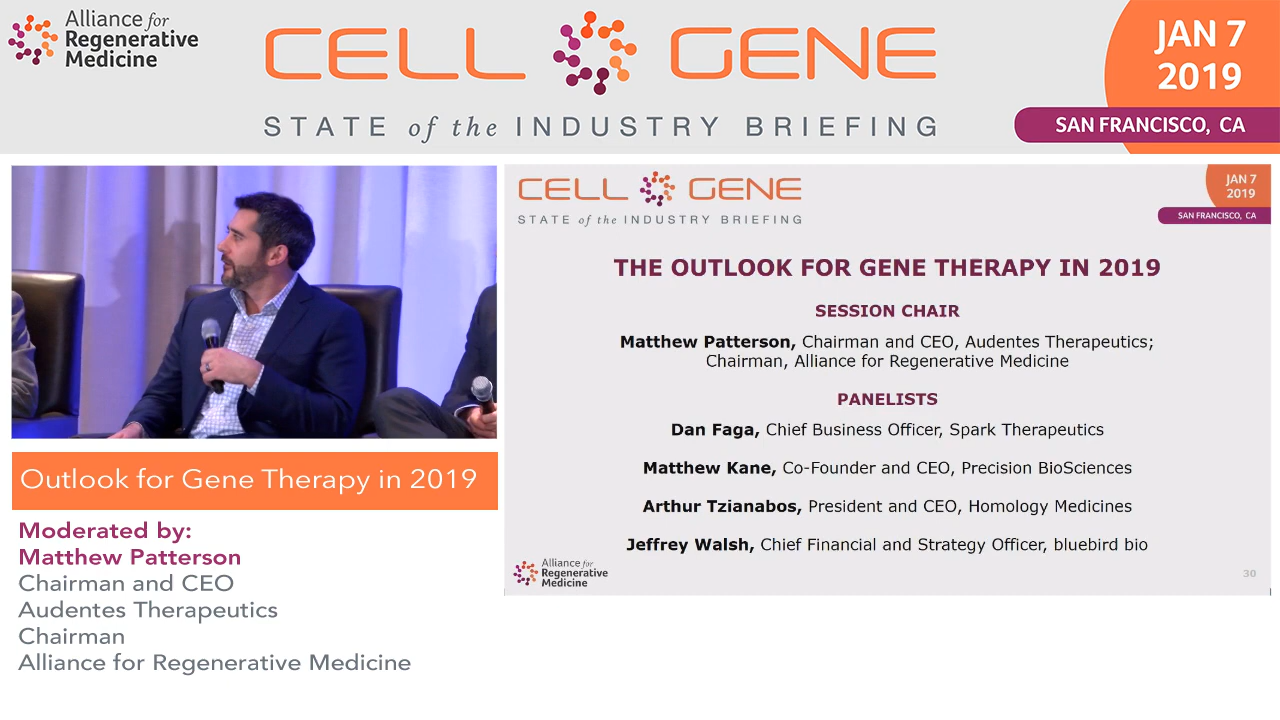 Alliance for
Regenerative
Medicine
CELL GENE
STATE of the INDUSTRY BRIEFING
JAN 7
2019
SAN FRANCISCO, CA
CELL GENE
STATE of the INDUSTRY BRIEFING
JAN 7
2019
SAN FRANCISCO, CA
THE OUTLOOK FOR GENE THERAPY IN 2019
SESSION CHAIR
Matthew Patterson, Chairman and CEO, Audentes Therapeutics;
Chairman, Alliance for Regenerative Medicine
PANELISTS
Dan Faga, Chief Business Officer, Spark Therapeutics
Matthew Kane, Co-Founder and CEO, Precision BioSciences
Arthur Tzianabos, President and CEO, Homology Medicines
Jeffrey Walsh, Chief Financial and Strategy Officer, bluebird bio
Alliance for
Regenerative
Medicine
30
Outlook for Gene Therapy in 2019
Moderated by:
Matthew Patterson
Chairman and CEO
Audentes Therapeutics
Chairman
Alliance for Regenerative Medicine